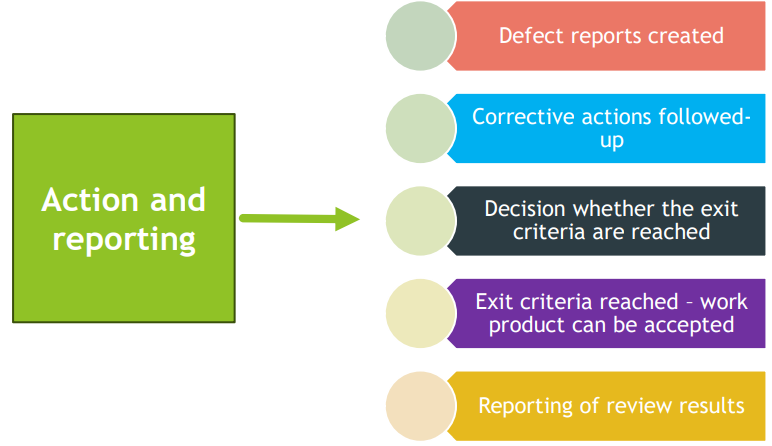 Action and
reporting
Defect reports created
Corrective actions followed-
up
Decision whether the exit
criteria are reached
Exit criteria reached – work
product can be accepted
Reporting of review results